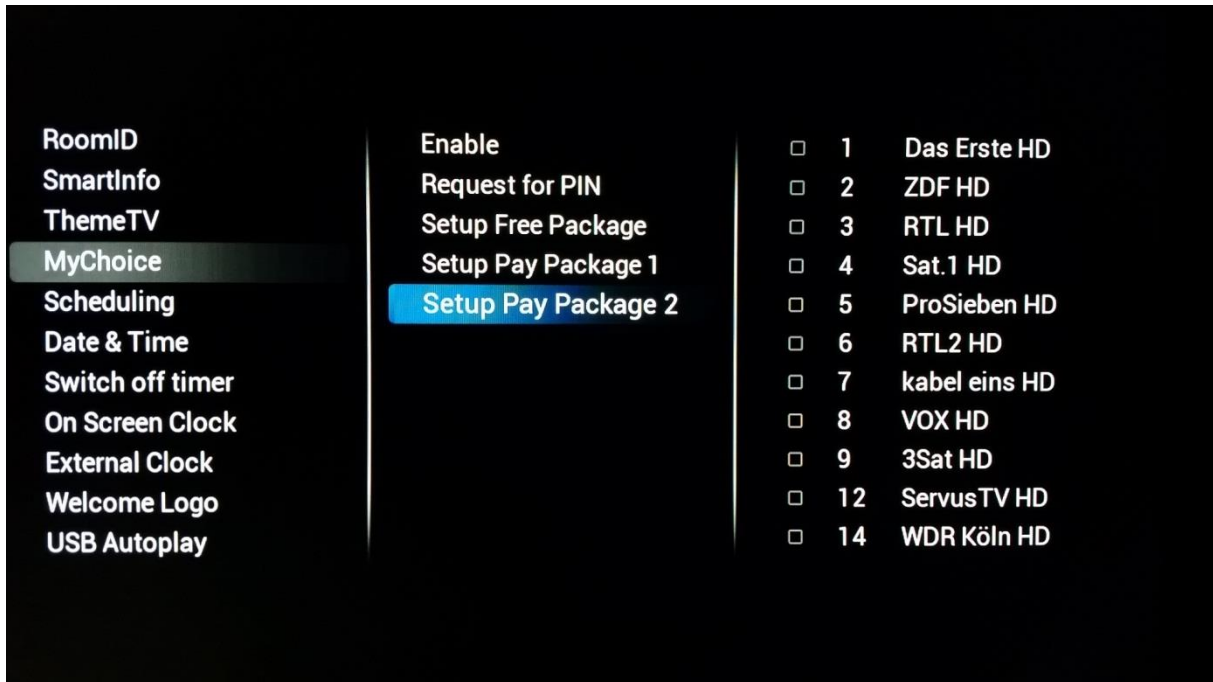 RoomID
SmartInfo
ThemeTV
MyChoice
Scheduling
Date & Time
Switch off timer
On Screen Clock
External Clock
Welcome Logo
USB Autoplay
Enable
Request for PIN
Setup Free Package
Setup Pay Package 1
Setup Pay Package 2
1 Das Erste HD
2 ZDF HD
3 RTL HD
4 Sat.1 HD
5 ProSieben HD
6 RTL2 HD
7 kabel eins HD
8 VOX HD
9 3Sat HD
12 ServusTV HD
14 WDR Köln HD